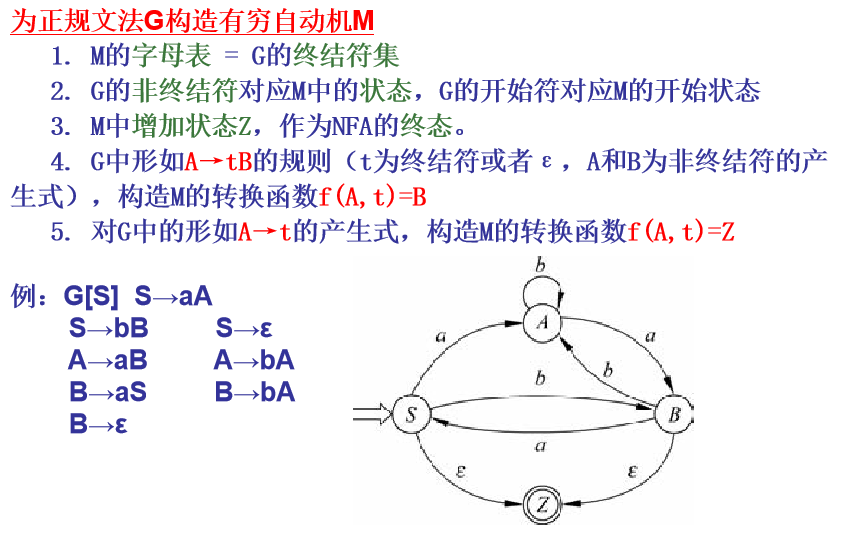 为正规文法G构造有穷自动机M
1. M的字母表 = G的终结符集
2. G的非终结符对应M中的状态，G的开始符对应M的开始状态
3. M中增加状态Z，作为NFA的终态。
4. G中形如A→tB的规则（t为终结符或者ε，A和B为非终结符的产
生式），构造M的转换函数f(A,t)=B
5. 对G中的形如A→t的产生式，构造M的转换函数f(A,t)=Z
例：G[S] S→aA
S→bB S→ε
A→aB A→bA
B→aS B→bA
B→ε
b
A
a
a
b
b
S
B
a
ε
ε
Z